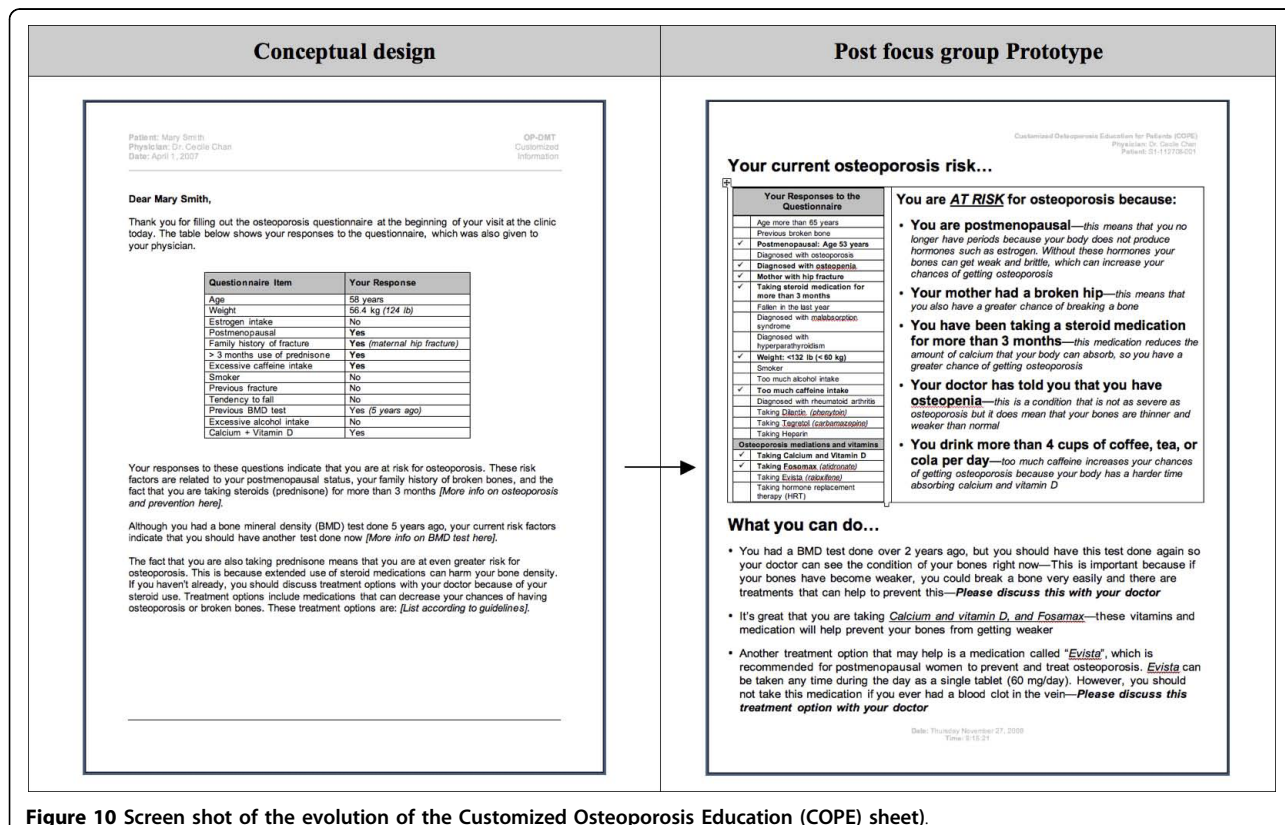 Conceptual design
Post focus group Prototype
Patient: Mary Smith
Physician: Dr. Cecile Chan
Date: April 1, 2007
OP-DMT
Customized
Information
Dear Mary Smith,
Thank you for filling out the osteoporosis questionnaire at the beginning of your visit at the clinic
today. The table below shows your responses to the questionnaire, which was also given to
your physician.
Questionnaire Item Your Response
Age 58 years
Weight 56.4 kg (124 lb)
Estrogen intake No
Postmenopausal Yes
Family history of fracture Yes (maternal hip fracture)
> 3 months use of prednisone Yes
Excessive caffeine intake Yes
Smoker No
Previous fracture No
Tendency to fall No
Previous BMD test Yes (5 years ago)
Excessive alcohol intake No
Calcium + Vitamin D Yes
Your responses to these questions indicate that you are at risk for osteoporosis. These risk
factors are related to your postmenopausal status, your family history of broken bones, and the
fact that you are taking steroids (prednisone) for more than 3 months [More info on osteoporosis
and prevention here].
Although you had a bone mineral density (BMD) test done 5 years ago, your current risk factors
indicate that you should have another test done now [More info on BMD test here].
The fact that you are also taking prednisone means that you are at even greater risk for
osteoporosis. This is because extended use of steroid medications can harm your bone density.
If you haven't already, you should discuss treatment options with your doctor because of your
steroid use. Treatment options include medications that can decrease your chances of having
osteoporosis or broken bones. These treatment options are: [List according to guidelines].
Customized Osteoporosis Education for Patients (COPE)
Physician: Dr. Cecile Chan
Patient: 01-112706-001
Your current osteoporosis risk…
Your Responses to the
Questionnaire
Age more than 65 years
Previous broken bone
✓ Postmenopausal: Age 53 years
Diagnosed with osteoporosis
✓ Diagnosed with osteopenia
✓ Mother with hip fracture
✓ Taking steroid medication for
more than 3 months
Fallen in the last year
Diagnosed with malabsorption
syndrome
Diagnosed with
hyperparathyroidism
✓ Weight: <132 lb (< 60 kg)
Smoker
Too much alcohol intake
✓ Too much caffeine intake
Diagnosed with rheumatoid arthritis
Taking Dilantin (phenytoin)
Taking Tegretol (carbamazepine)
Taking Heparin
Osteoporosis mediations and vitamins
✓ Taking Calcium and Vitamin D
✓ Taking Fosomax (atidronate)
Taking Evista (raloxifene)
Taking hormone replacement
therapy (HRT)
You are AT RISK for osteoporosis because:
• You are postmenopausal—this means that you no
longer have periods because your body does not produce
hormones such as estrogen. Without these hormones your
bones can get weak and brittle, which can increase your
chances of getting osteoporosis
• Your mother had a broken hip—this means that
you also have a greater chance of breaking a bone
• You have been taking a steroid medication
for more than 3 months—this medication reduces the
amount of calcium that your body can absorb, so you have a
greater chance of getting osteoporosis
• Your doctor has told you that you have
osteopenia—this is a condition that is not as severe as
osteoporosis but it does mean that your bones are thinner and
weaker than normal
• You drink more than 4 cups of coffee, tea, or
cola per day—too much caffeine increases your chances
of getting osteoporosis because your body has a harder time
absorbing calcium and vitamin D
What you can do…
• You had a BMD test done over 2 years ago, but you should have this test done again so
your doctor can see the condition of your bones right now—This is important because if
your bones have become weaker, you could break a bone very easily and there are
treatments that can help to prevent this—Please discuss this with your doctor
• It's great that you are taking Calcium and vitamin D, and Fosamax—these vitamins and
medication will help prevent your bones from getting weaker
• Another treatment option that may help is a medication called "Evista", which is
recommended for postmenopausal women to prevent and treat osteoporosis. Evista can
be taken any time during the day as a single tablet (60 mg/day). However, you should
not take this medication if you ever had a blood clot in the vein—Please discuss this
treatment option with your doctor
Date: Thursday November 27, 2008
Figure 10 Screen shot of the evolution of the Customized Osteoporosis Education (COPE) sheet).